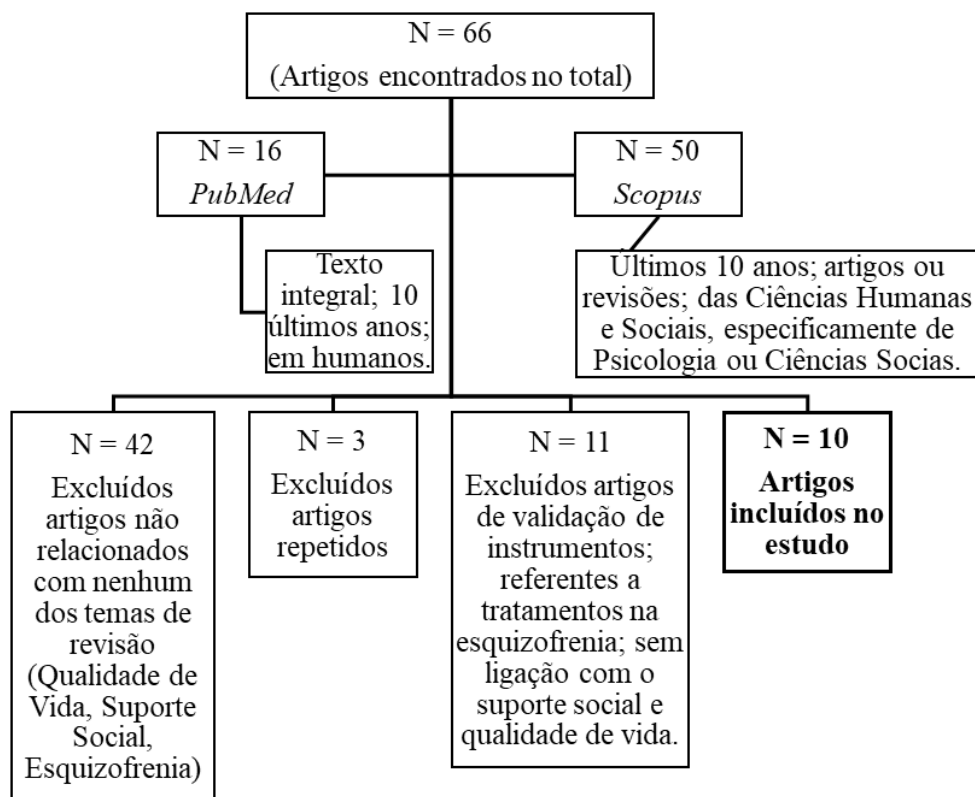 N = 66
(Artigos encontrados no total)
N = 16
PubMed
N = 50
Scopus
Texto
integral; 10
últimos anos;
em humanos.
Últimos 10 anos; artigos ou
revisões; das Ciências Humanas
e Sociais, especificamente de
Psicologia ou Ciências Socias.
N = 42
Excluídos
artigos não
relacionados
com nenhum
dos temas de
revisão
(Qualidade de
Vida, Suporte
Social,
Esquizofrenia)
N = 3
Excluídos
artigos
repetidos
N = 11
Excluídos artigos
de validação de
instrumentos;
referentes a
tratamentos na
esquizofrenia; sem
ligação com o
suporte social e
qualidade de vida.
N = 10
Artigos
incluídos no
estudo